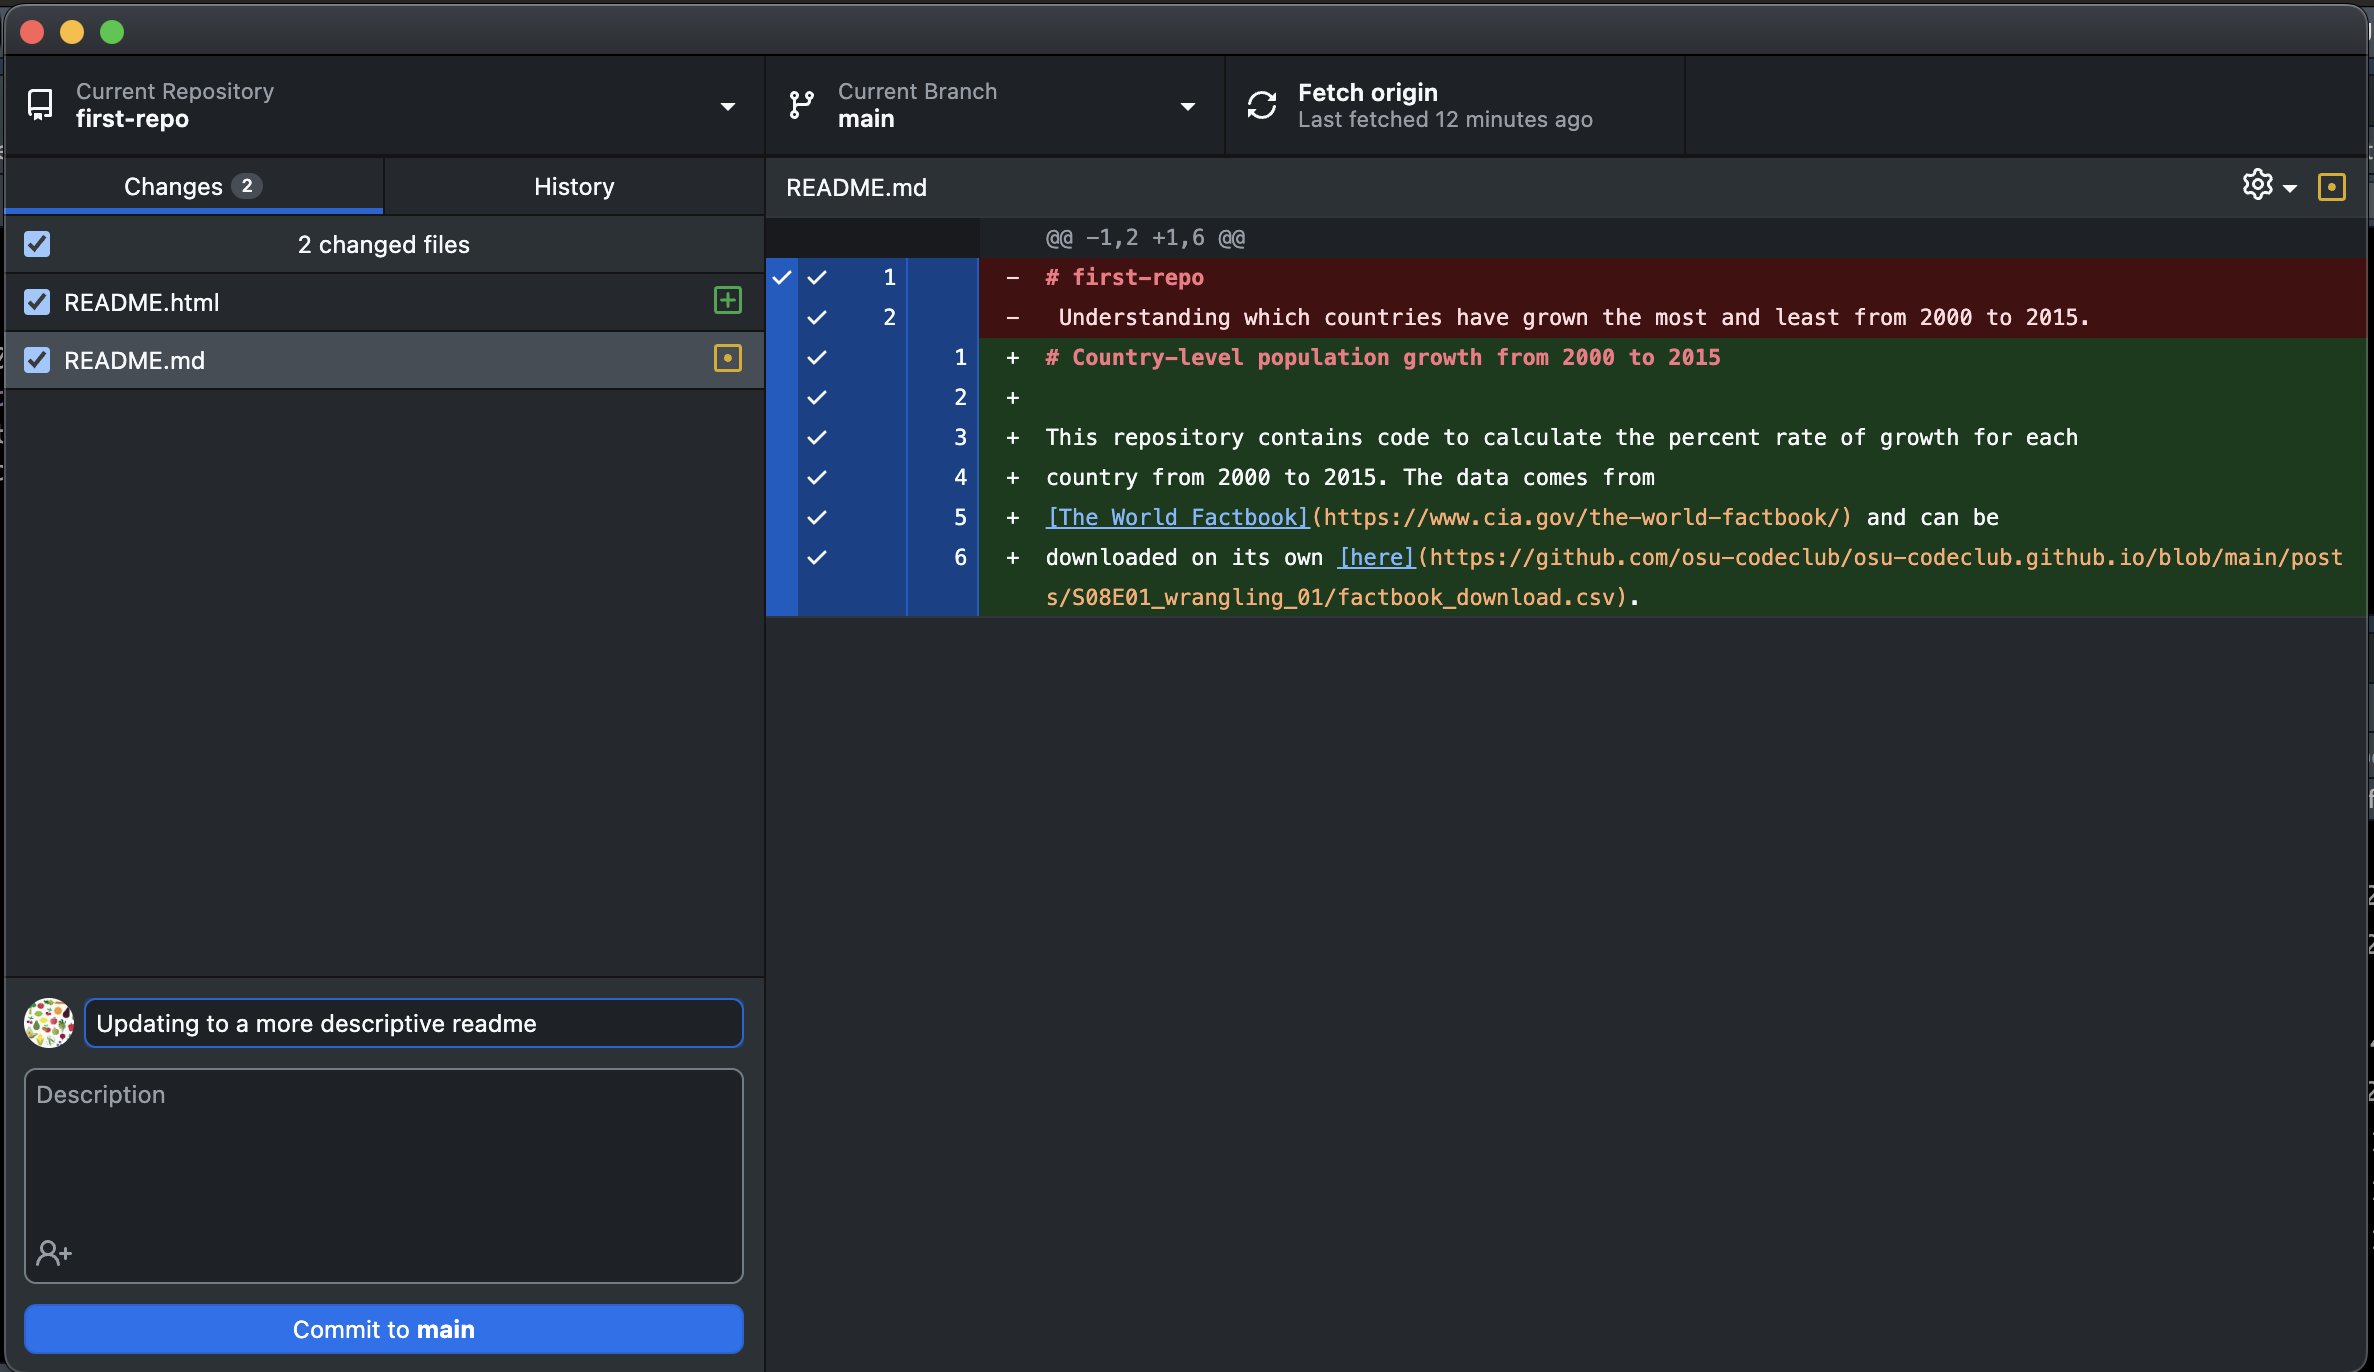 Current Repository
first-repo
Current Branch
main
Fetch origin
Last fetched 12 minutes ago
Changes 2
History
2 changed files
README.html
README.md
README.md
@@ -1,2 +1,6 @@
1 - # first-repo
2 - Understanding which countries have grown the most and least from 2000 to 2015.
1 + # Country-level population growth from 2000 to 2015
2 +
3 + This repository contains code to calculate the percent rate of growth for each
4 + country from 2000 to 2015. The data comes from
5 + [The World Factbook](https://www.cia.gov/the-world-factbook/) and can be
6 + downloaded on its own [here](https://github.com/osu-codeclub/osu-codeclub.github.io/blob/main/post
s/S08E01_wrangling_01/factbook_download.csv).
Updating to a more descriptive readme
Description
Commit to main